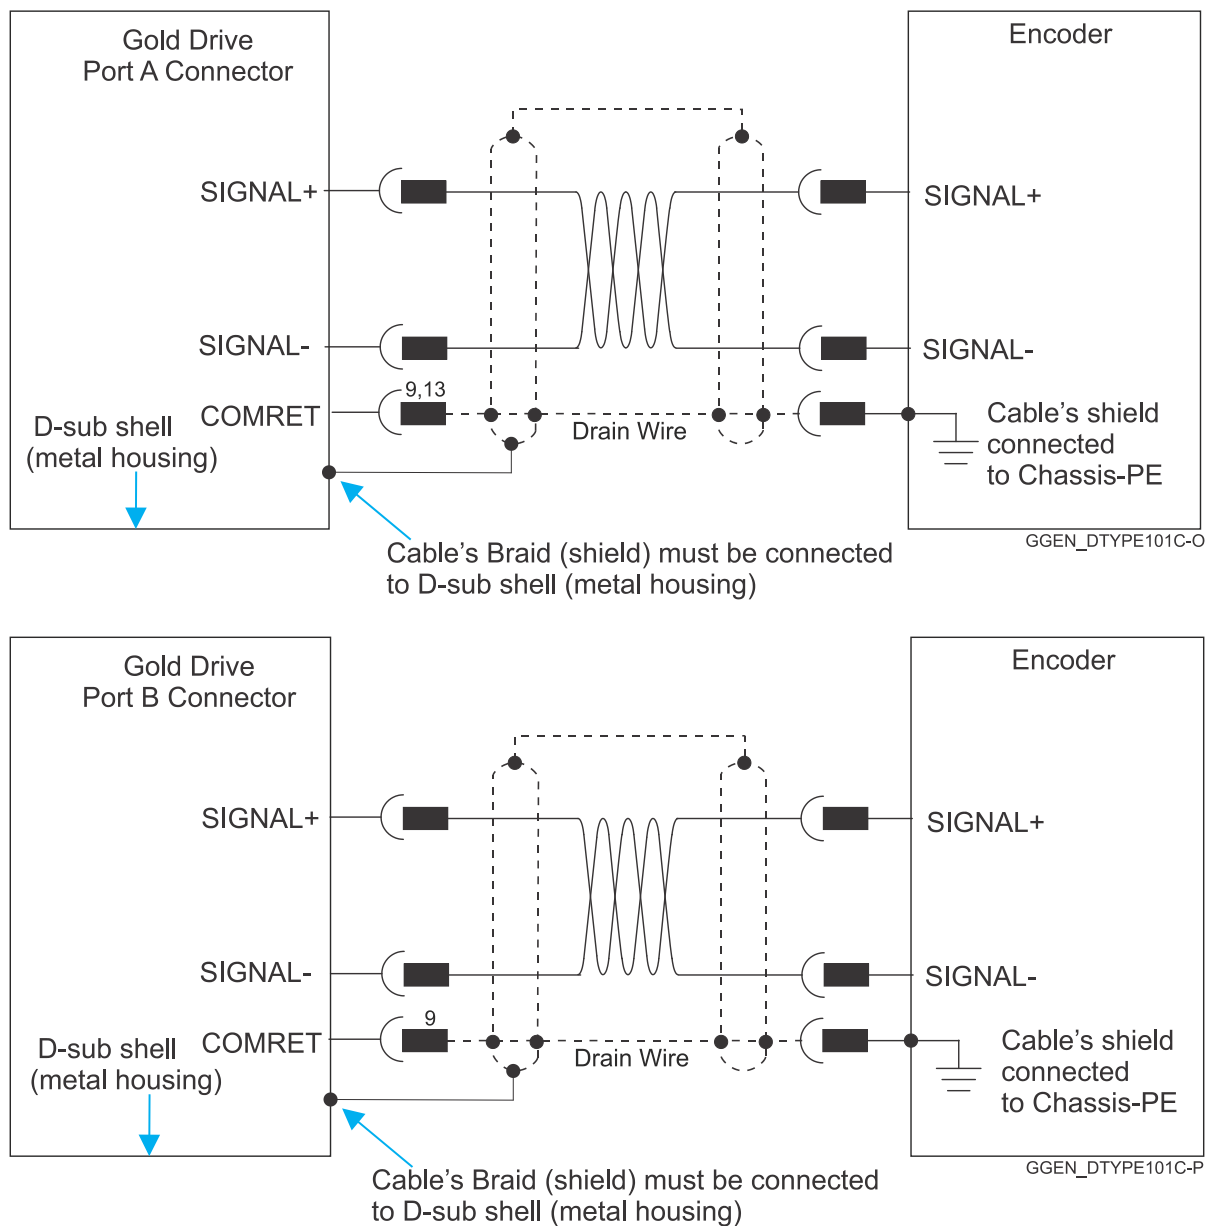 Gold Drive
Port A Connector
Encoder
SIGNAL+
SIGNAL+
SIGNAL-
SIGNAL-
9,13
COMRET
Drain Wire
D-sub shell
(metal housing)
Cable's shield
connected
to Chassis-PE
GGEN_DTYPE101C-O
Cable's Braid (shield) must be connected
to D-sub shell (metal housing)
Gold Drive
Port B Connector
Encoder
SIGNAL+
SIGNAL+
SIGNAL-
SIGNAL-
9
COMRET
Drain Wire
D-sub shell
(metal housing)
Cable's shield
connected
to Chassis-PE
GGEN_DTYPE101C-P
Cable's Braid (shield) must be connected
to D-sub shell (metal housing)